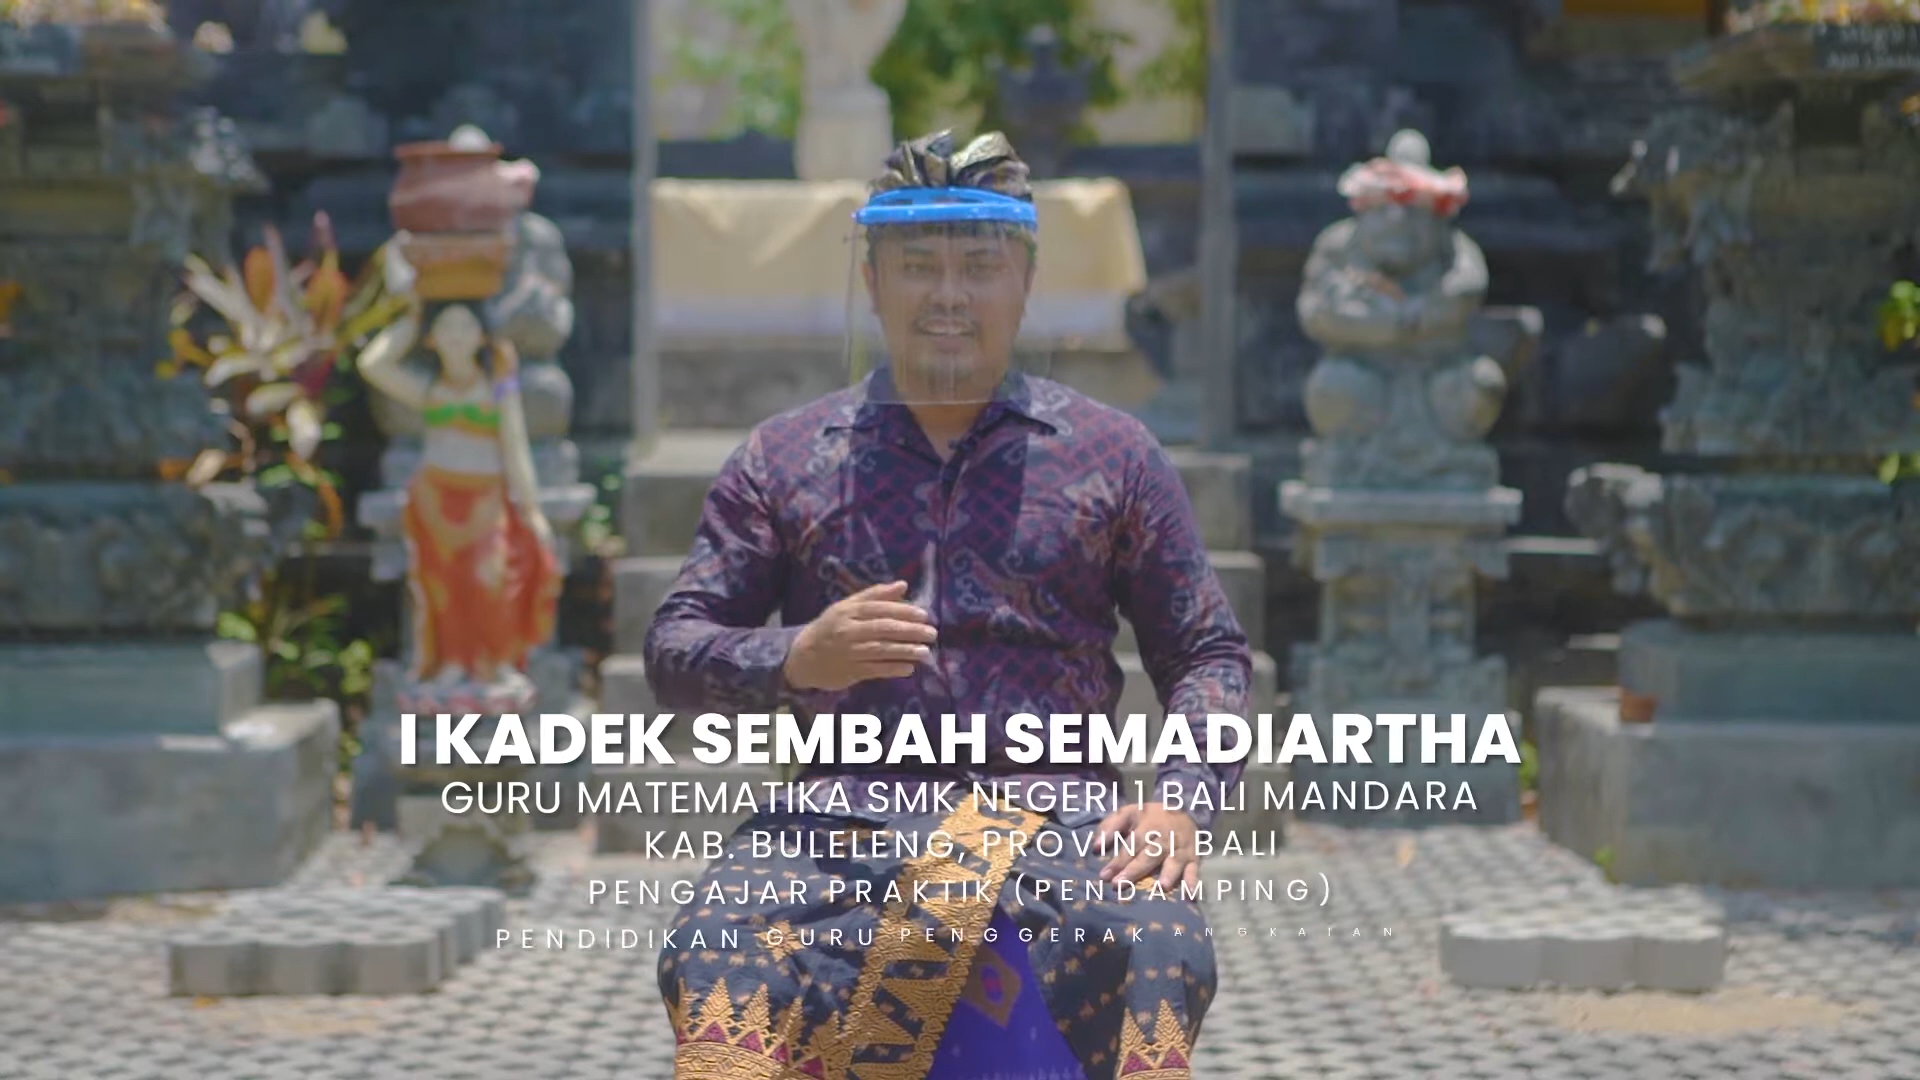 I KADEK SEMBAH SEMADIARTHA
GURU MATEMATIKA SMK NEGERI 1 BALI MANDARA
KAB. BULELENG, PROVINSI BALI
PENGAJAR PRAKTIK (PENDAMPING)
PENDIDIKAN GURU PENGGERAK ANGKATAN